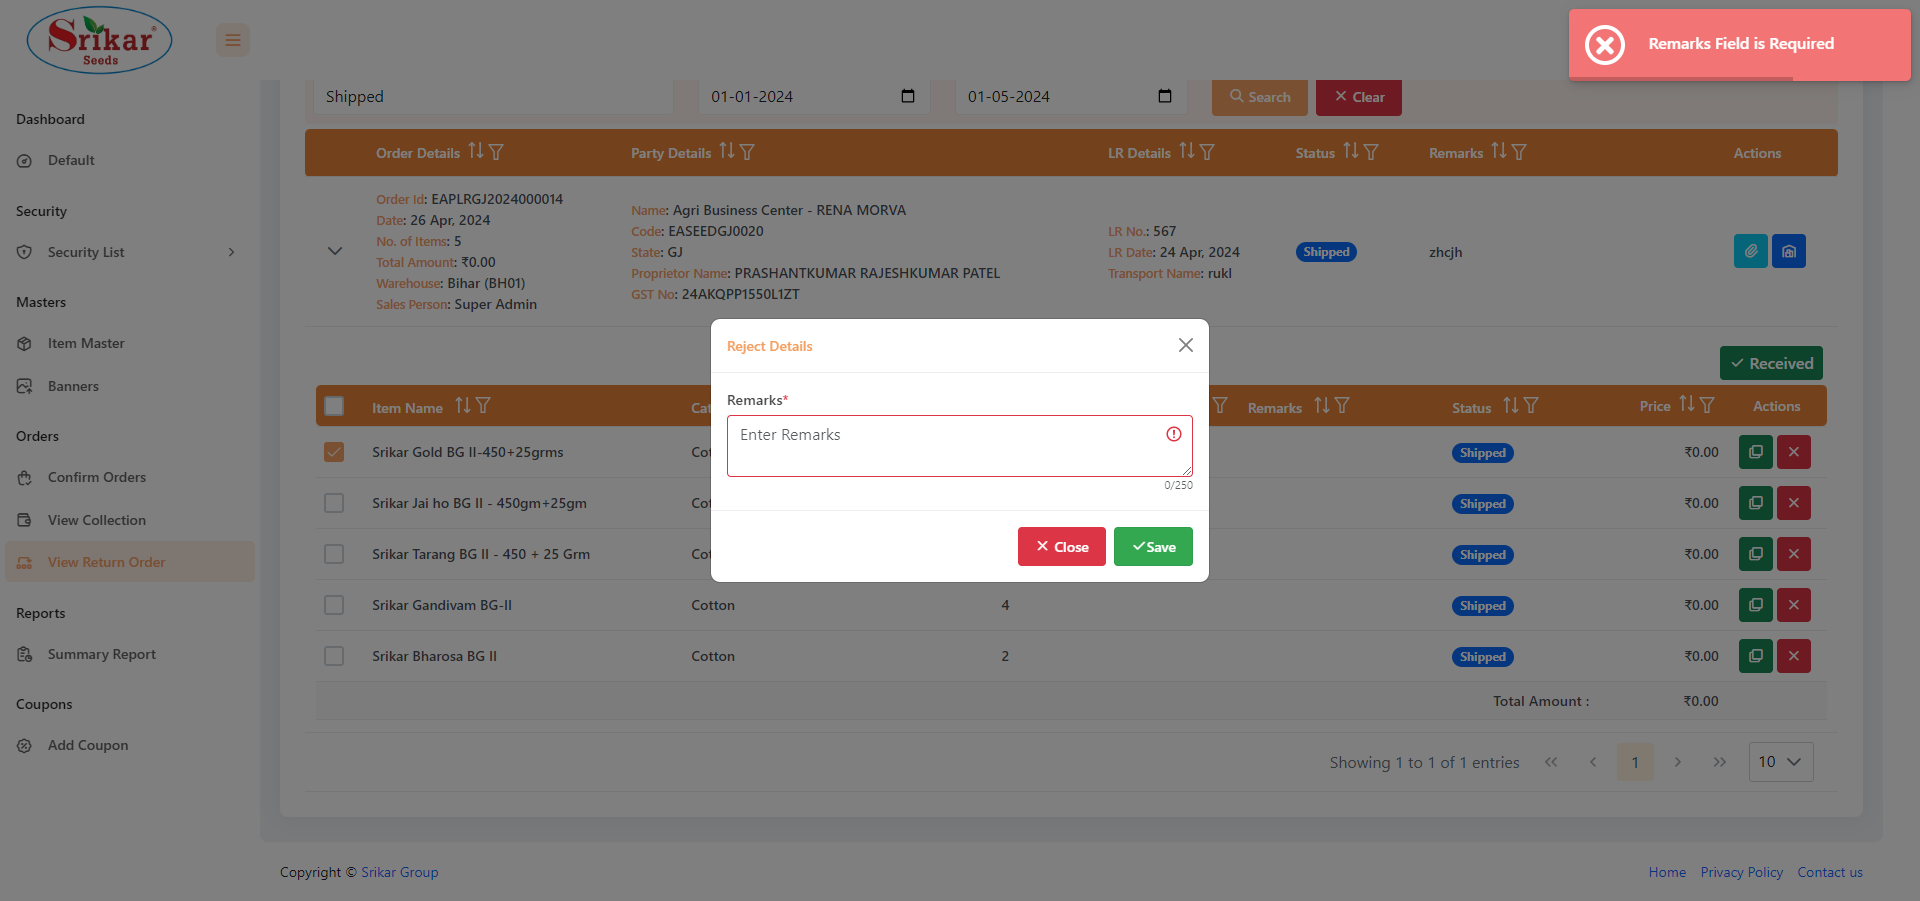 Srikar
Seeds
Remarks Field is Required
Shipped
01-01-2024
01-05-2024
Search
Clear
Dashboard
Default
Security
Security List
Masters
Item Master
Banners
Orders
Confirm Orders
View Collection
View Return Order
Reports
Summary Report
Coupons
Add Coupon
Order Details
Party Details
LR Details
Status
Remarks
Actions
Order Id: EAPLRGJ2024000014
Date: 26 Apr, 2024
No. of Items: 5
Total Amount: ₹0.00
Warehouse: Bihar (BH01)
Sales Person: Super Admin
Name: Agri Business Center - RENA MORVA
Code: EASEEDGJ0020
State: GJ
Proprietor Name: PRASHANTKUMAR RAJESHKUMAR PATEL
GST No: 24AKQPP1550L1ZT
LR No.: 567
LR Date: 24 Apr, 2024
Transport Name: rukl
Shipped
zhcjh
Received
Item Name
Cat
Remarks
Status
Price
Actions
Srikar Gold BG II-450+25grms
Cot
Shipped
₹0.00
Srikar Jai ho BG II - 450gm+25gm
Cot
Shipped
₹0.00
Srikar Tarang BG II - 450 + 25 Grm
Cot
Shipped
₹0.00
Srikar Gandivam BG-II
Cotton
4
Shipped
₹0.00
Srikar Bharosa BG II
Cotton
2
Shipped
₹0.00
Total Amount :
₹0.00
Reject Details
Remarks*
Enter Remarks
0/250
Close
Save
Showing 1 to 1 of 1 entries
1
10
Copyright © Srikar Group
Home
Privacy Policy
Contact us